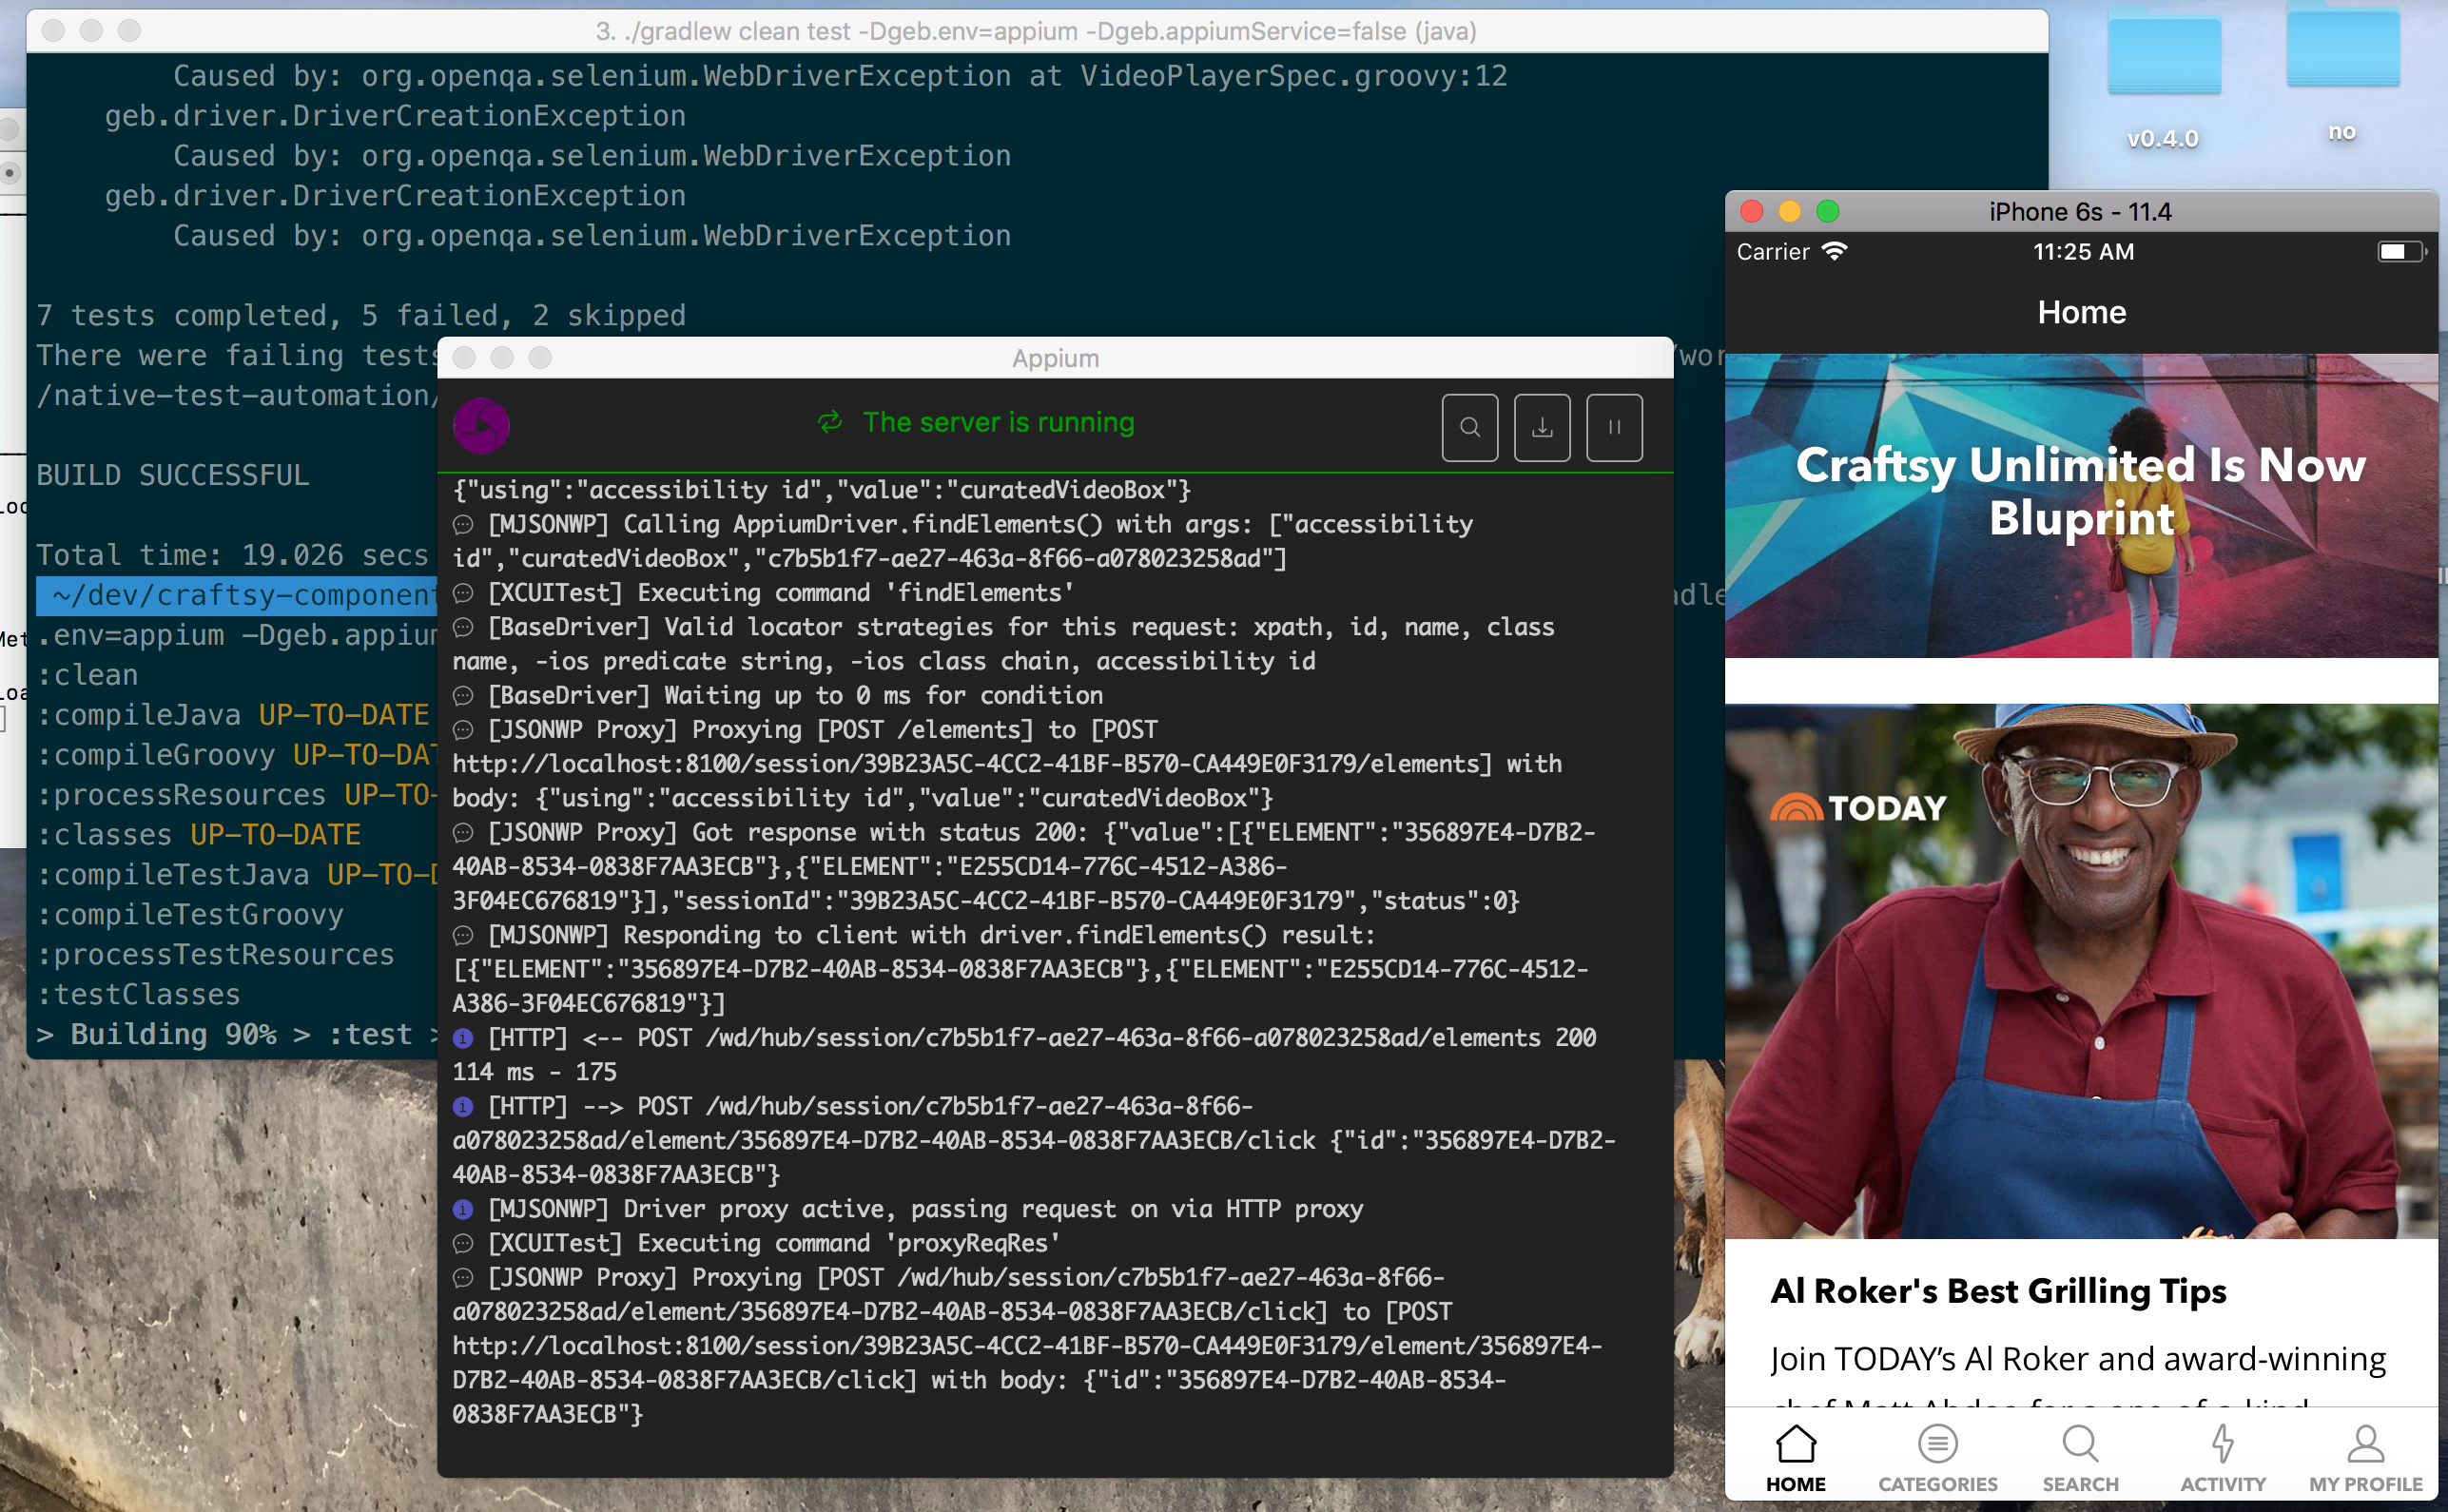 3. ./gradlew clean test -Dgeb.env=appium -Dgeb.appiumService=false (java)
Caused by: org.openqa.selenium.WebDriverException at VideoPlayerSpec.groovy:12
geb.driver.DriverCreationException
Caused by: org.openqa.selenium.WebDriverException
geb.driver.DriverCreationException
Caused by: org.openqa.selenium.WebDriverException
7 tests completed, 5 failed, 2 skipped
There were failing tests
/native-test-automation/
BUILD SUCCESSFUL
Total time: 19.026 secs
~/dev/craftsy-component
.env=appium -Dgeb.appium
:clean
:compileJava UP-TO-DATE
:compileGroovy UP-TO-DAT
:processResources UP-TO-
:classes UP-TO-DATE
:compileTestJava UP-TO-D
:compileTestGroovy
:processTestResources
:testClasses
> Building 90% > :test >
Appium
The server is running
{"using":"accessibility id","value":"curatedVideoBox"}
[MJSONWP] Calling AppiumDriver.findElements() with args: ["accessibility
id","curatedVideoBox","c7b5b1f7-ae27-463a-8f66-a078023258ad"]
[XCUITest] Executing command 'findElements'
[BaseDriver] Valid locator strategies for this request: xpath, id, name, class
name, -ios predicate string, -ios class chain, accessibility id
[BaseDriver] Waiting up to 0 ms for condition
[JSONWP Proxy] Proxying [POST /elements] to [POST
http://localhost:8100/session/39B23A5C-4CC2-41BF-B570-CA449E0F3179/elements] with
body: {"using":"accessibility id","value":"curatedVideoBox"}
[JSONWP Proxy] Got response with status 200: {"value":[{"ELEMENT":"356897E4-D7B2-
40AB-8534-0838F7AA3ECB"},{"ELEMENT":"E255CD14-776C-4512-A386-
3F04EC676819"}],"sessionId":"39B23A5C-4CC2-41BF-B570-CA449E0F3179","status":0}
[MJSONWP] Responding to client with driver.findElements() result:
[{"ELEMENT":"356897E4-D7B2-40AB-8534-0838F7AA3ECB"},{"ELEMENT":"E255CD14-776C-4512-
A386-3F04EC676819"}]
[HTTP] <-- POST /wd/hub/session/c7b5b1f7-ae27-463a-8f66-a078023258ad/elements 200
114 ms - 175
[HTTP] --> POST /wd/hub/session/c7b5b1f7-ae27-463a-8f66-
a078023258ad/element/356897E4-D7B2-40AB-8534-0838F7AA3ECB/click {"id":"356897E4-D7B2-
40AB-8534-0838F7AA3ECB"}
[MJSONWP] Driver proxy active, passing request on via HTTP proxy
[XCUITest] Executing command 'proxyReqRes'
[JSONWP Proxy] Proxying [POST /wd/hub/session/c7b5b1f7-ae27-463a-8f66-
a078023258ad/element/356897E4-D7B2-40AB-8534-0838F7AA3ECB/click] to [POST
http://localhost:8100/session/39B23A5C-4CC2-41BF-B570-CA449E0F3179/element/356897E4-
D7B2-40AB-8534-0838F7AA3ECB/click] with body: {"id":"356897E4-D7B2-40AB-8534-
0838F7AA3ECB"}
v0.4.0
no
iPhone 6s - 11.4
Carrier
11:25 AM
Home
Craftsy Unlimited Is Now
Bluprint
TODAY
Al Roker's Best Grilling Tips
Join TODAY's Al Roker and award-winning
HOME
CATEGORIES
SEARCH
ACTIVITY
MY PROFILE